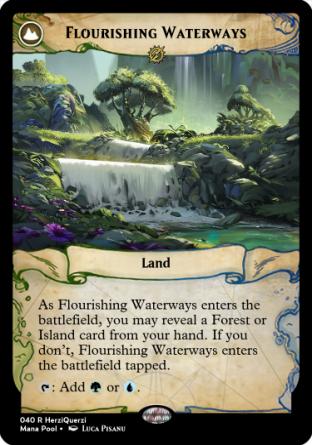 Flourishing Waterways
Land
As Flourishing Waterways enters the
battlefield, you may reveal a Forest or
Island card from your hand. If you
don't, Flourishing Waterways enters
the battlefield tapped.
: Add or .
040 R HerziQuerzi
Mana Pool • Luca Pisanu